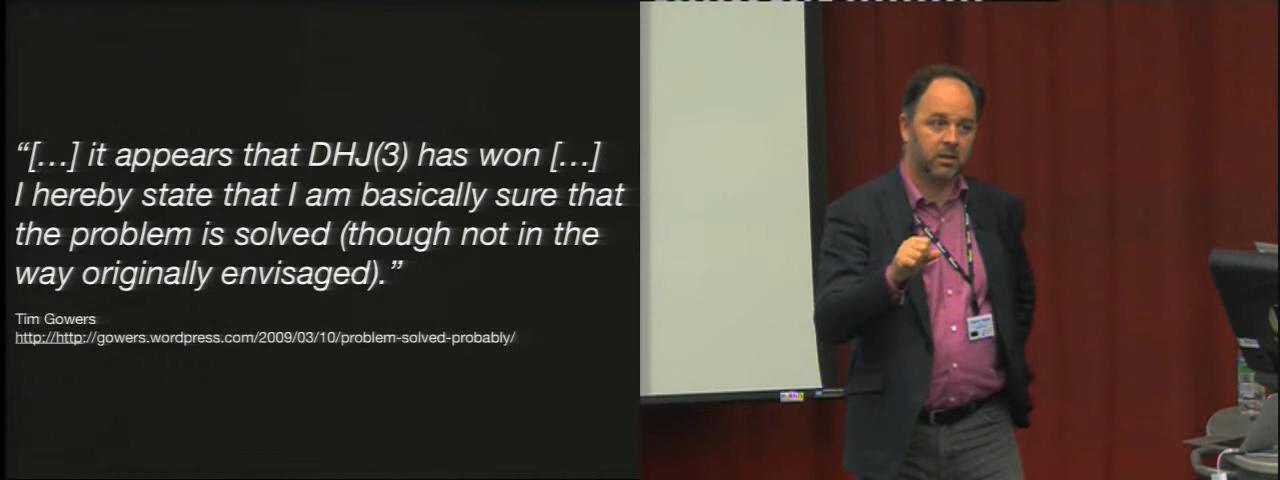 “[…] it appears that DHJ(3) has won […]
I hereby state that I am basically sure that
the problem is solved (though not in the
way originally envisaged).”
Tim Gowers
http://http://gowers.wordpress.com/2009/03/10/problem-solved-probably/